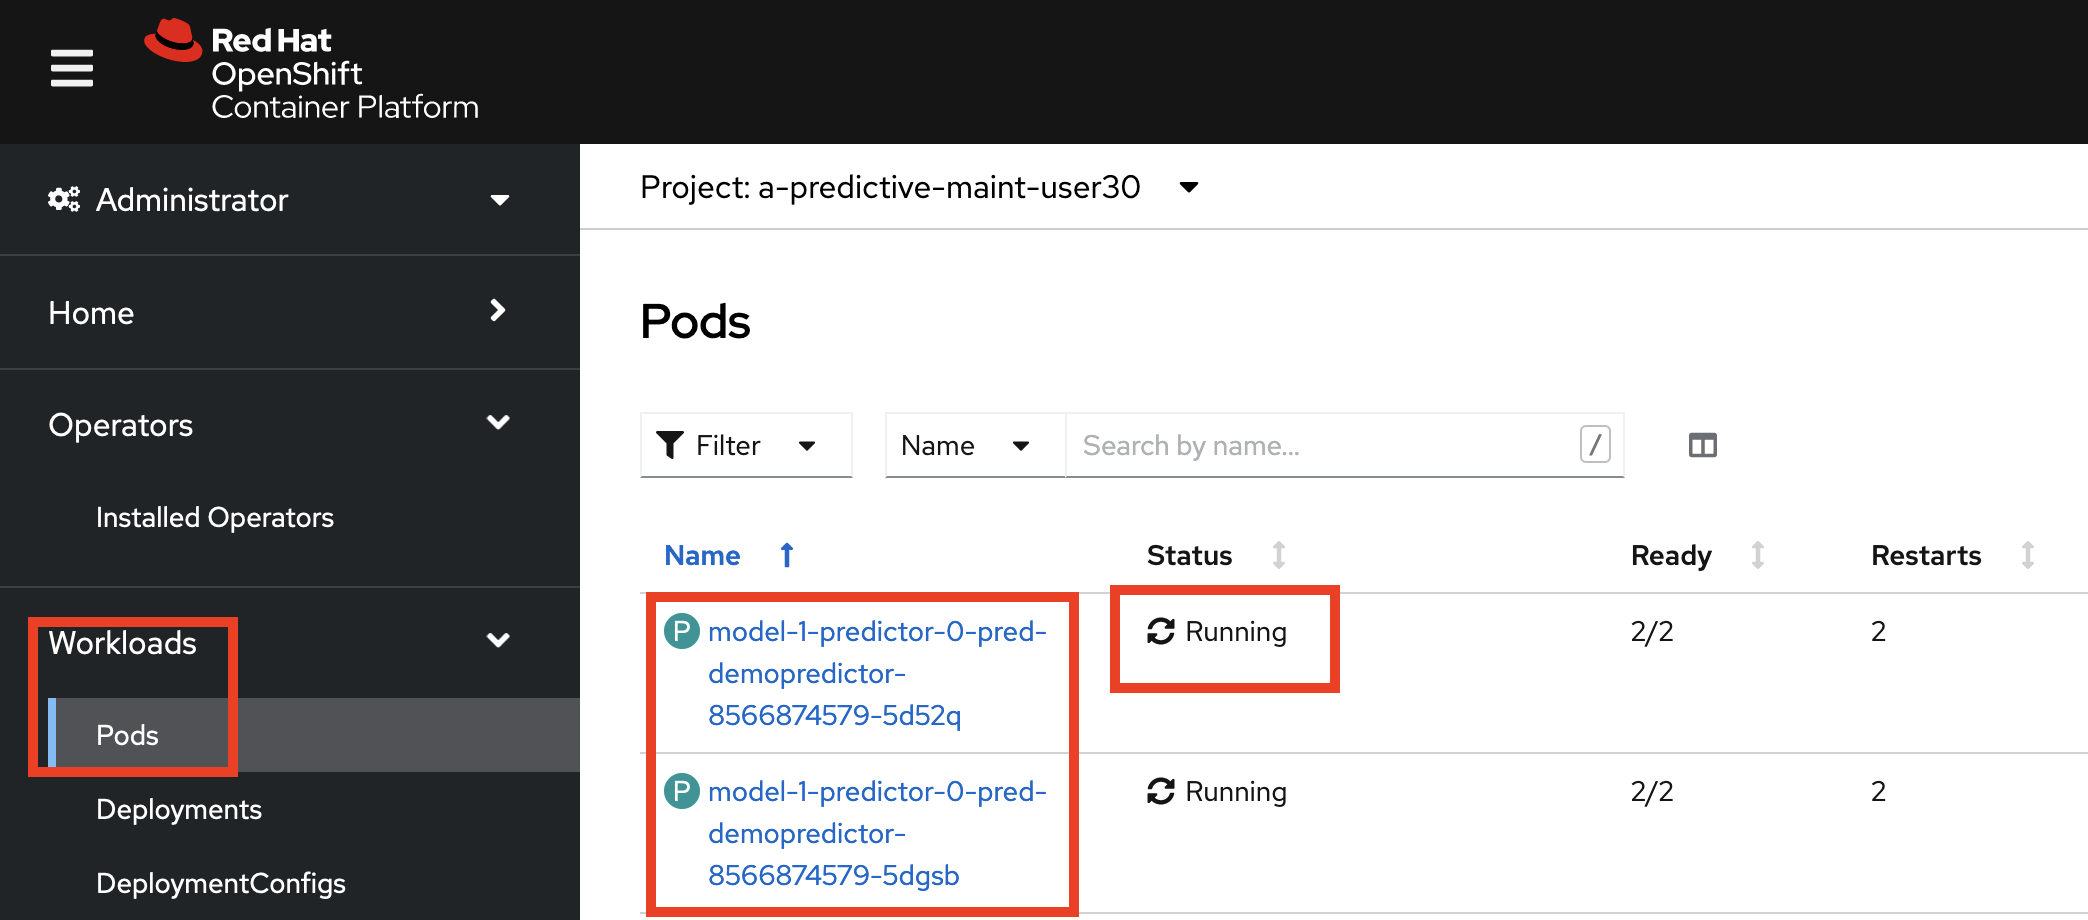 Red Hat
OpenShift
Container Platform
Administrator
Home
Operators
Installed Operators
Workloads
Pods
Deployments
DeploymentConfigs
Project: a-predictive-maint-user30
Pods
Filter
Name
Search by name...
/
Name
Status
Ready
Restarts
P
model-1-predictor-0-pred-
demopredictor-
8566874579-5d52q
Running
2/2
2
P
model-1-predictor-0-pred-
demopredictor-
8566874579-5dgsb
Running
2/2
2